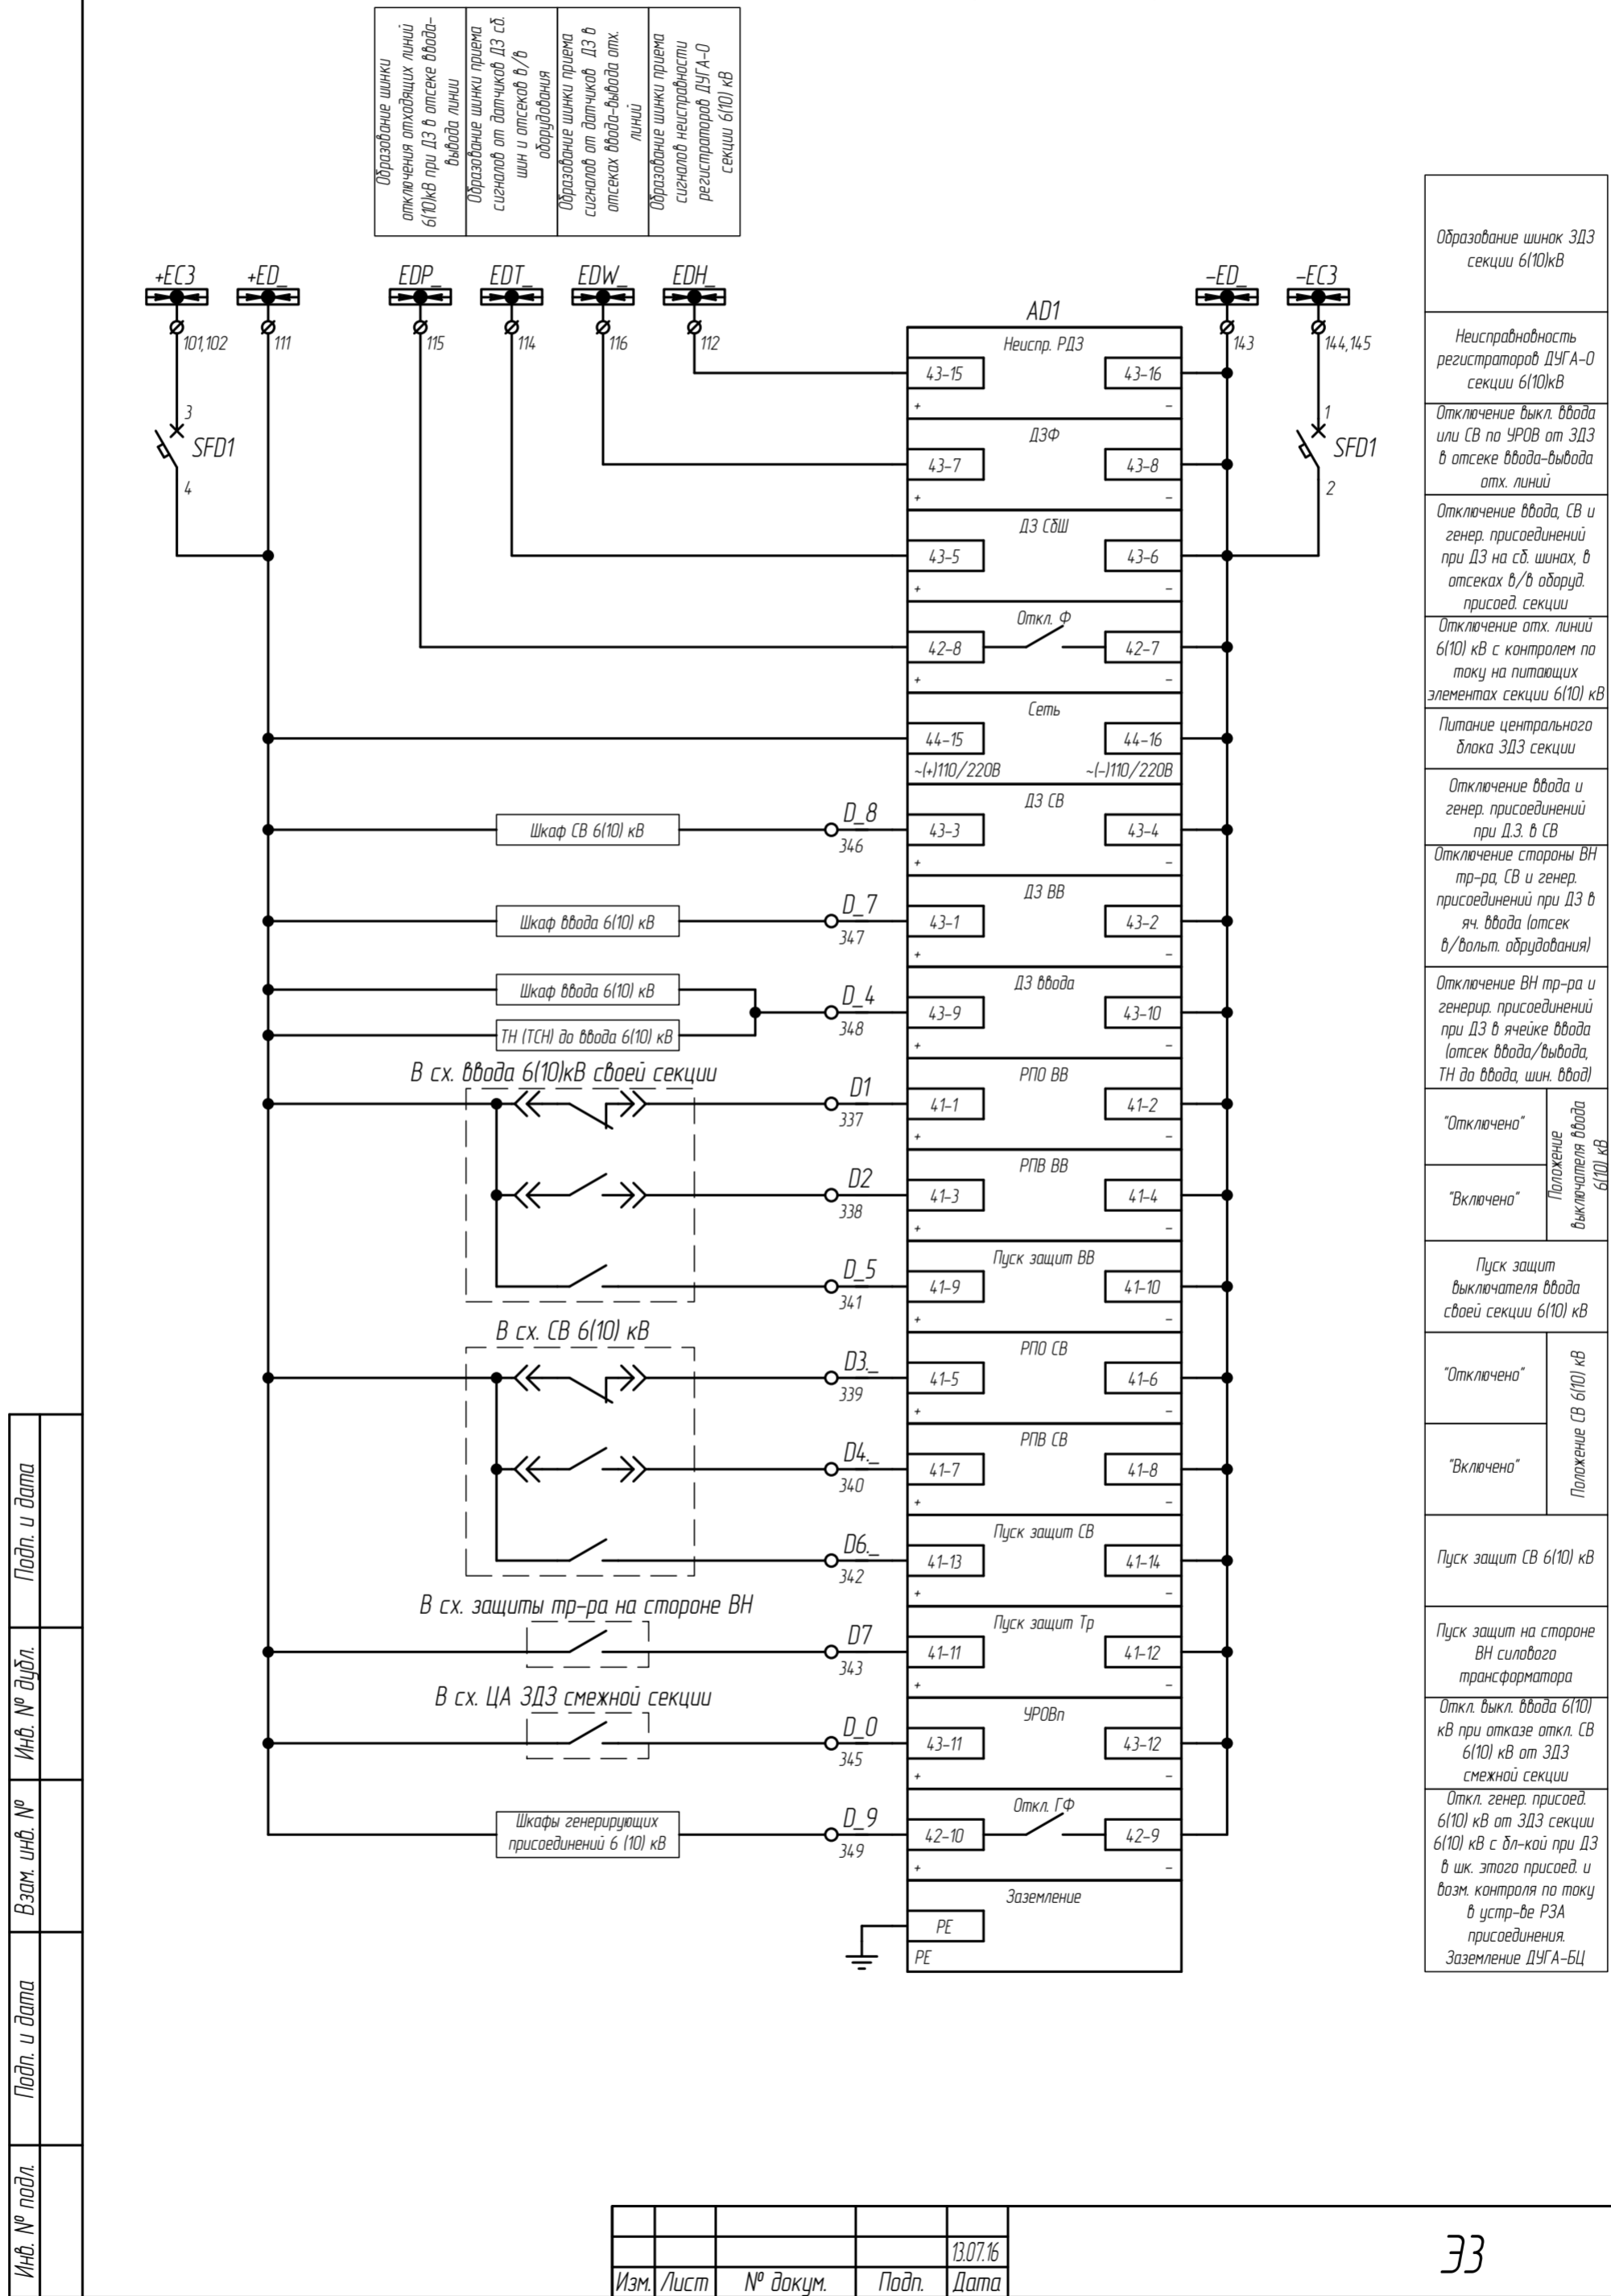 Образование шинки
отключения отходящих линий
6(10)кВ при ДЗ в отсеке ввода-
вывода линии
Образование шинки приема
сигналов от датчиков ДЗ сб.
шин и отсеков в/в
оборудования
Образование шинки приема
сигналов от датчиков ДЗ в
отсеках ввода-вывода отх.
линий
Образование шинки приема
сигналов неисправности
регистраторов ДУГА-О
секции 6(10) кВ
+EC3
+ED_
EDP_
EDT_
EDW_
EDH_
-ED_
-EC3
101,102
111
115
114
116
112
143
144,145
3
SFD1
4
1
SFD1
2
AD1
Неиспр. РДЗ
43-15
43-16
+
-
ДЗФ
43-7
43-8
+
-
ДЗ СбШ
43-5
43-6
+
-
Откл. Ф
42-8
42-7
+
-
Сеть
44-15
44-16
~(+)110/220В
~(-)110/220В
Шкаф СВ 6(10) кВ
D_8
346
ДЗ СВ
43-3
43-4
+
-
Шкаф ввода 6(10) кВ
D_7
347
ДЗ ВВ
43-1
43-2
+
-
Шкаф ввода 6(10) кВ
ТН (ТСН) до ввода 6(10) кВ
D_4
348
ДЗ ввода
43-9
43-10
+
-
В сх. ввода 6(10)кВ своей секции
D1
337
РПО ВВ
41-1
41-2
+
-
D2
338
РПВ ВВ
41-3
41-4
+
-
D_5
341
Пуск защит ВВ
41-9
41-10
+
-
В сх. СВ 6(10) кВ
D3._
339
РПО СВ
41-5
41-6
+
-
D4._
340
РПВ СВ
41-7
41-8
+
-
D6._
342
Пуск защит СВ
41-13
41-14
+
-
В сх. защиты тр-ра на стороне ВН
D7
343
Пуск защит Тр
41-11
41-12
+
-
В сх. ЦА ЗДЗ смежной секции
D_0
345
УРОВп
43-11
43-12
+
-
Шкафы генерирующих
присоединений 6 (10) кВ
D_9
349
Откл. ГФ
42-10
42-9
+
-
Заземление
PE
PE
Образование шинок ЗДЗ
секции 6(10)кВ
Неисправновность
регистраторов ДУГА-О
секции 6(10)кВ
Отключение выкл. ввода
или СВ по УРОВ от ЗДЗ
в отсеке ввода-вывода
отх. линий
Отключение ввода, СВ и
генер. присоединений
при ДЗ на сб. шинах, в
отсеках в/в оборуд.
присоед. секции
Отключение отх. линий
6(10) кВ с контролем по
току на питающих
элементах секции 6(10) кВ
Питание центрального
блока ЗДЗ секции
Отключение ввода и
генер. присоединений
при Д.З. в СВ
Отключение стороны ВН
тр-ра, СВ и генер.
присоединений при ДЗ в
яч. ввода (отсек
в/вольт. обрудования)
Отключение ВН тр-ра и
генерир. присоединений
при ДЗ в ячейке ввода
(отсек ввода/вывода,
ТН до ввода, шин. ввод)
"Отключено"
"Включено"
Положение
выключателя ввода
6(10) кВ
Пуск защит
выключателя ввода
своей секции 6(10) кВ
"Отключено"
"Включено"
Положение СВ 6(10) кВ
Пуск защит СВ 6(10) кВ
Пуск защит на стороне
ВН силового
трансформатора
Откл. выкл. ввода 6(10)
кВ при отказе откл. СВ
6(10) кВ от ЗДЗ
смежной секции
Откл. генер. присоед.
6(10) кВ от ЗДЗ секции
6(10) кВ с бл-кой при ДЗ
в шк. этого присоед. и
возм. контроля по току
в устр-ве РЗА
присоединения.
Заземление ДУГА-БЦ
Подп. и дата
Инв. № дубл.
Взам. инв. №
Подп. и дата
Инв. № подл.
13.07.16
Изм.
Лист
№ докум.
Подп.
Дата
Э3